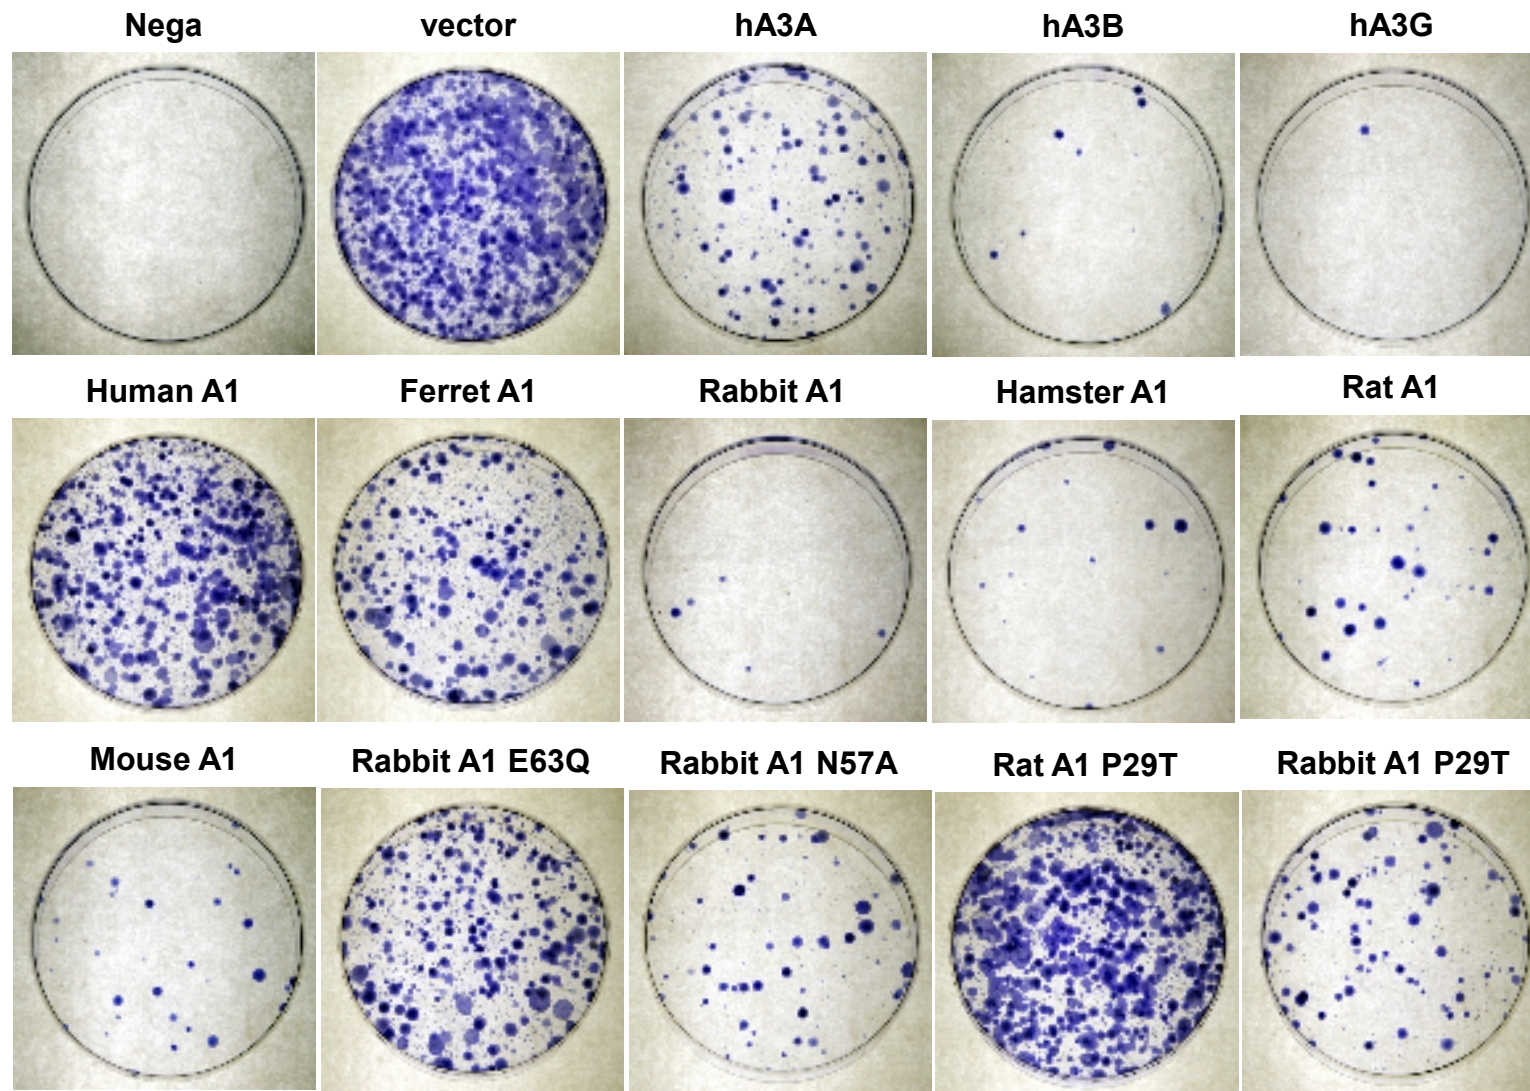 Nega vector hA3A hA3B hA3G
Human A1 Ferret A1 Rabbit A1 Hamster A1 Rat A1
Mouse A1 Rabbit A1 E63Q Rabbit A1 N57A Rat A1 P29T Rabbit A1 P29T